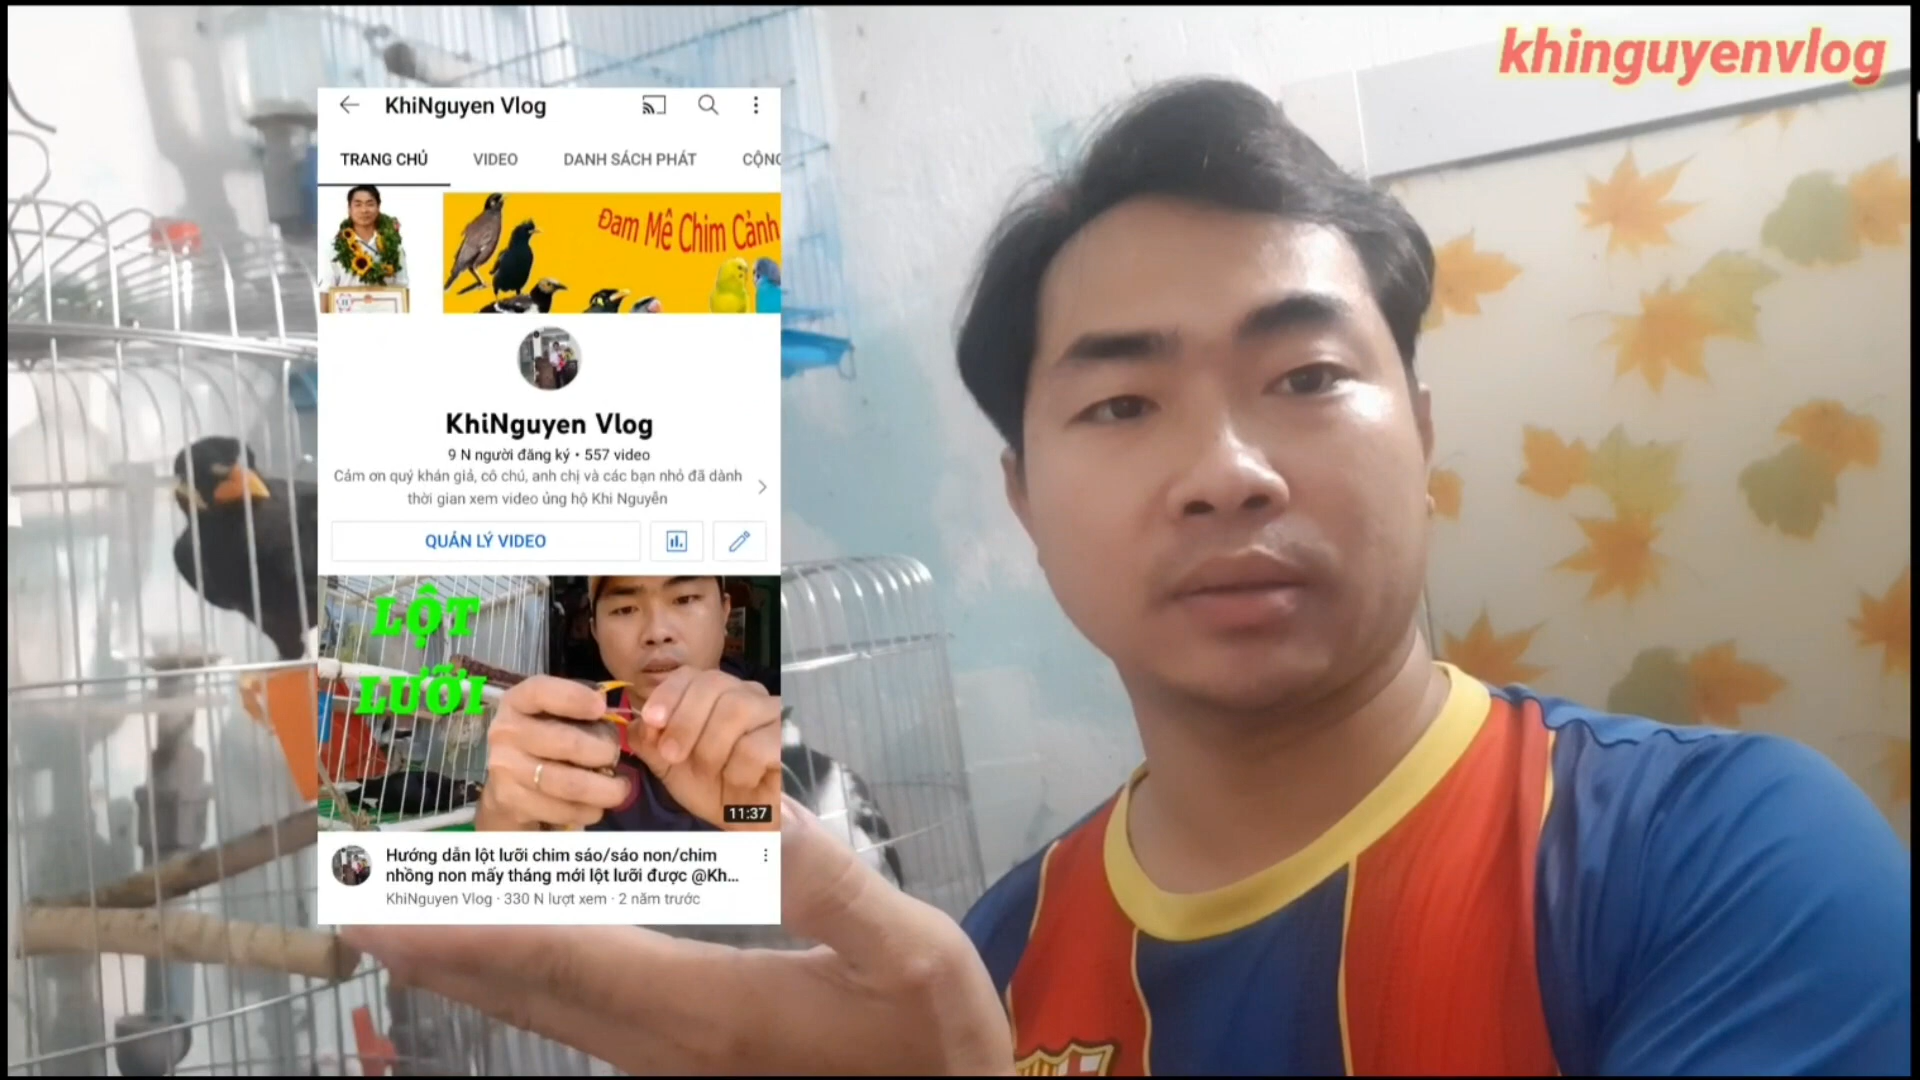 khinguyenvlog
KhiNguyen Vlog
TRANG CHỦ VIDEO DANH SÁCH PHÁT CỘNG
Đam Mê Chim Cảnh
KhiNguyen Vlog
9 N người đăng ký • 557 video
Cảm ơn quý khán giả, cô chú, anh chị và các bạn nhỏ đã dành
thời gian xem video ủng hộ Khi Nguyễn
QUẢN LÝ VIDEO
LỘT
LƯỠI
11:37
Hướng dẫn lột lưỡi chim sáo/sáo non/chim
nhồng non mấy tháng mới lột lưỡi được @Kh...
KhiNguyen Vlog · 330 N lượt xem · 2 năm trước